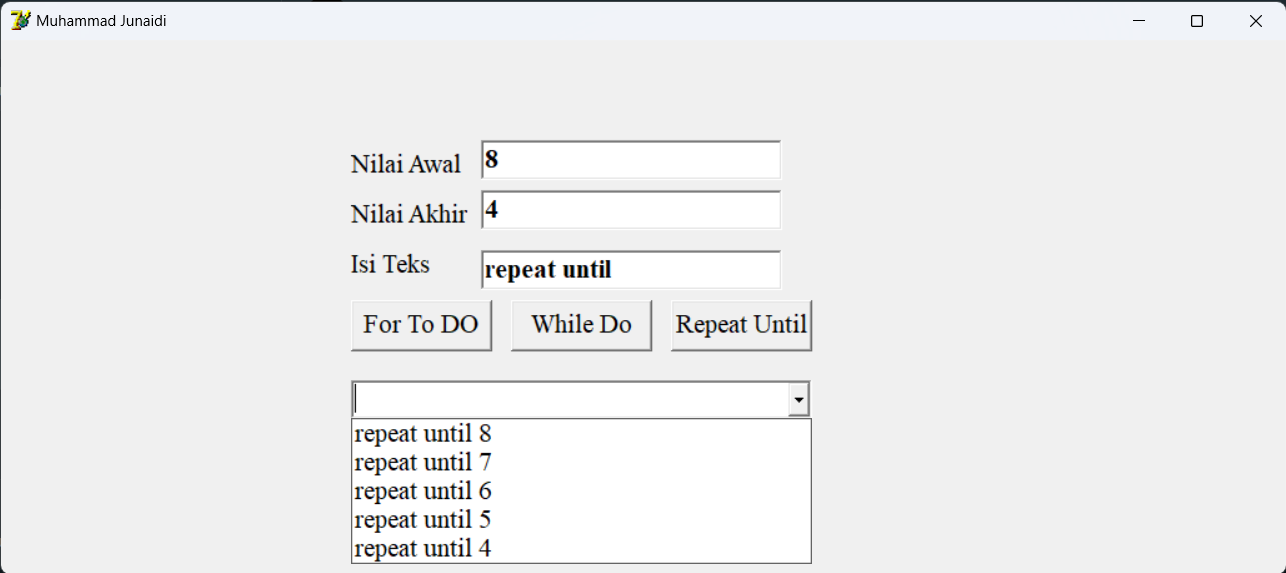 Muhammad Junaidi
Nilai Awal 8
Nilai Akhir 4
Isi Teks repeat until
For To DO While Do Repeat Until
repeat until 8
repeat until 7
repeat until 6
repeat until 5
repeat until 4